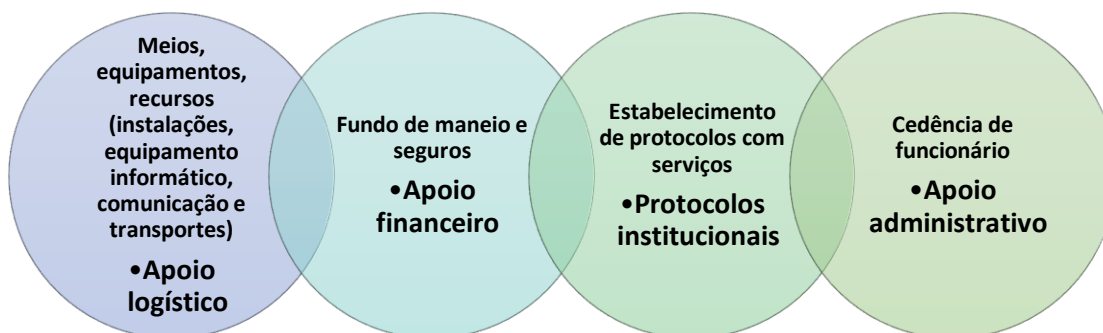 Meios,
equipamentos,
recursos
(instalações,
equipamento
informático,
comunicação e
transportes)
•Apoio
logístico
Fundo de maneio e
seguros
•Apoio
financeiro
Estabelecimento
de protocolos com
serviços
•Protocolos
institucionais
Cedência de
funcionário
•Apoio
administrativo